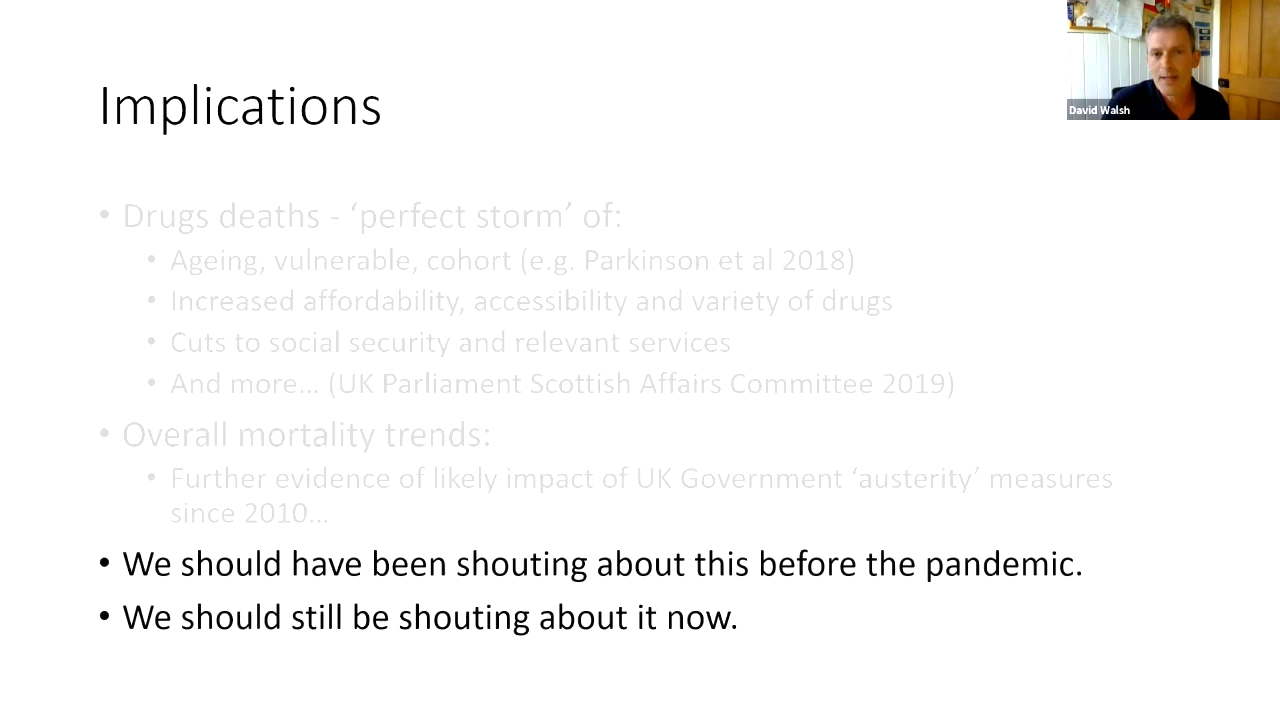 Implications
David Walsh
• Drugs deaths - ‘perfect storm’ of:
• Ageing, vulnerable, cohort (e.g. Parkinson et al 2018)
• Increased affordability, accessibility and variety of drugs
• Cuts to social security and relevant services
• And more... (UK Parliament Scottish Affairs Committee 2019)
• Overall mortality trends:
• Further evidence of likely impact of UK Government ‘austerity’ measures
since 2010...
• We should have been shouting about this before the pandemic.
• We should still be shouting about it now.